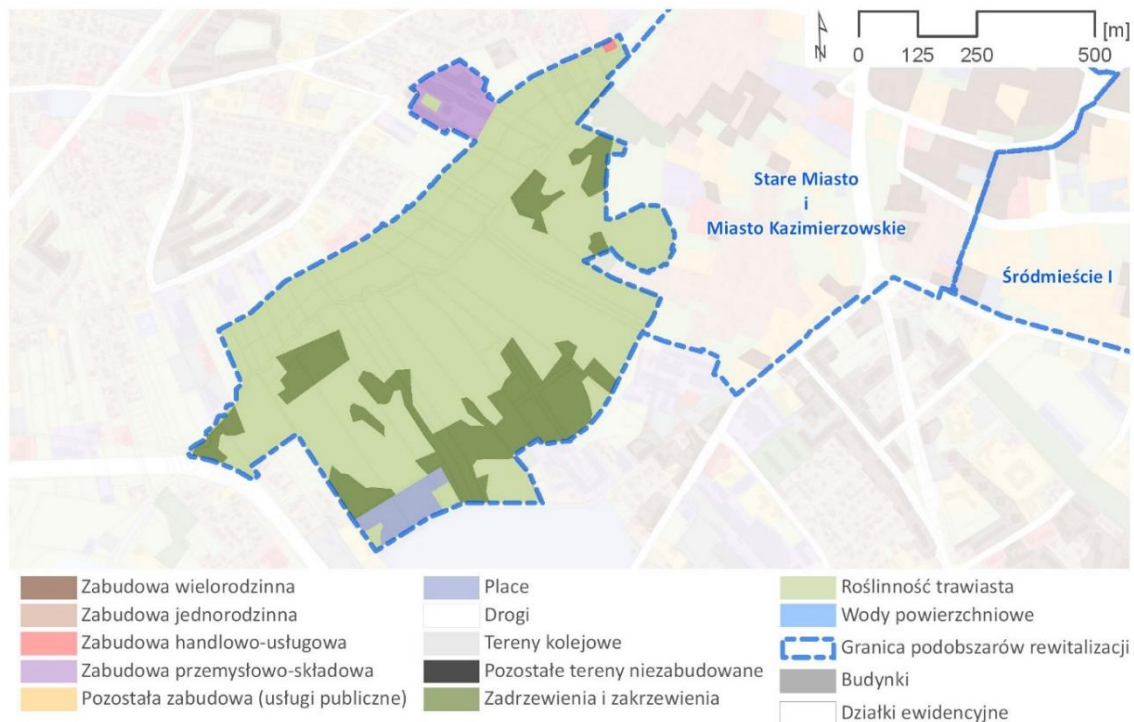 N
[m]
0 125 250 500
Stare Miasto
i
Miasto Kazimierzowskie
Śródmieście I
Zabudowa wielorodzinna
Zabudowa jednorodzinna
Zabudowa handlowo-usługowa
Zabudowa przemysłowo-składowa
Pozostała zabudowa (usługi publiczne)
Place
Drogi
Tereny kolejowe
Pozostałe tereny niezabudowane
Zadrzewienia i zakrzewienia
Roślinność trawiasta
Wody powierzchniowe
Granica podobszarów rewitalizacji
Budynki
Działki ewidencyjne